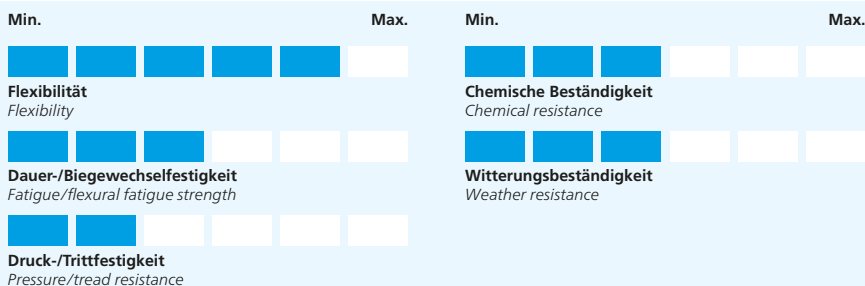 Min. Max.
Flexibilität
Flexibility
Dauer-/Biegewechselfestigkeit
Fatigue/flexural fatigue strength
Druck-/Trittfestigkeit
Pressure/tread resistance
Min. Max.
Chemische Beständigkeit
Chemical resistance
Witterungsbeständigkeit
Weather resistance